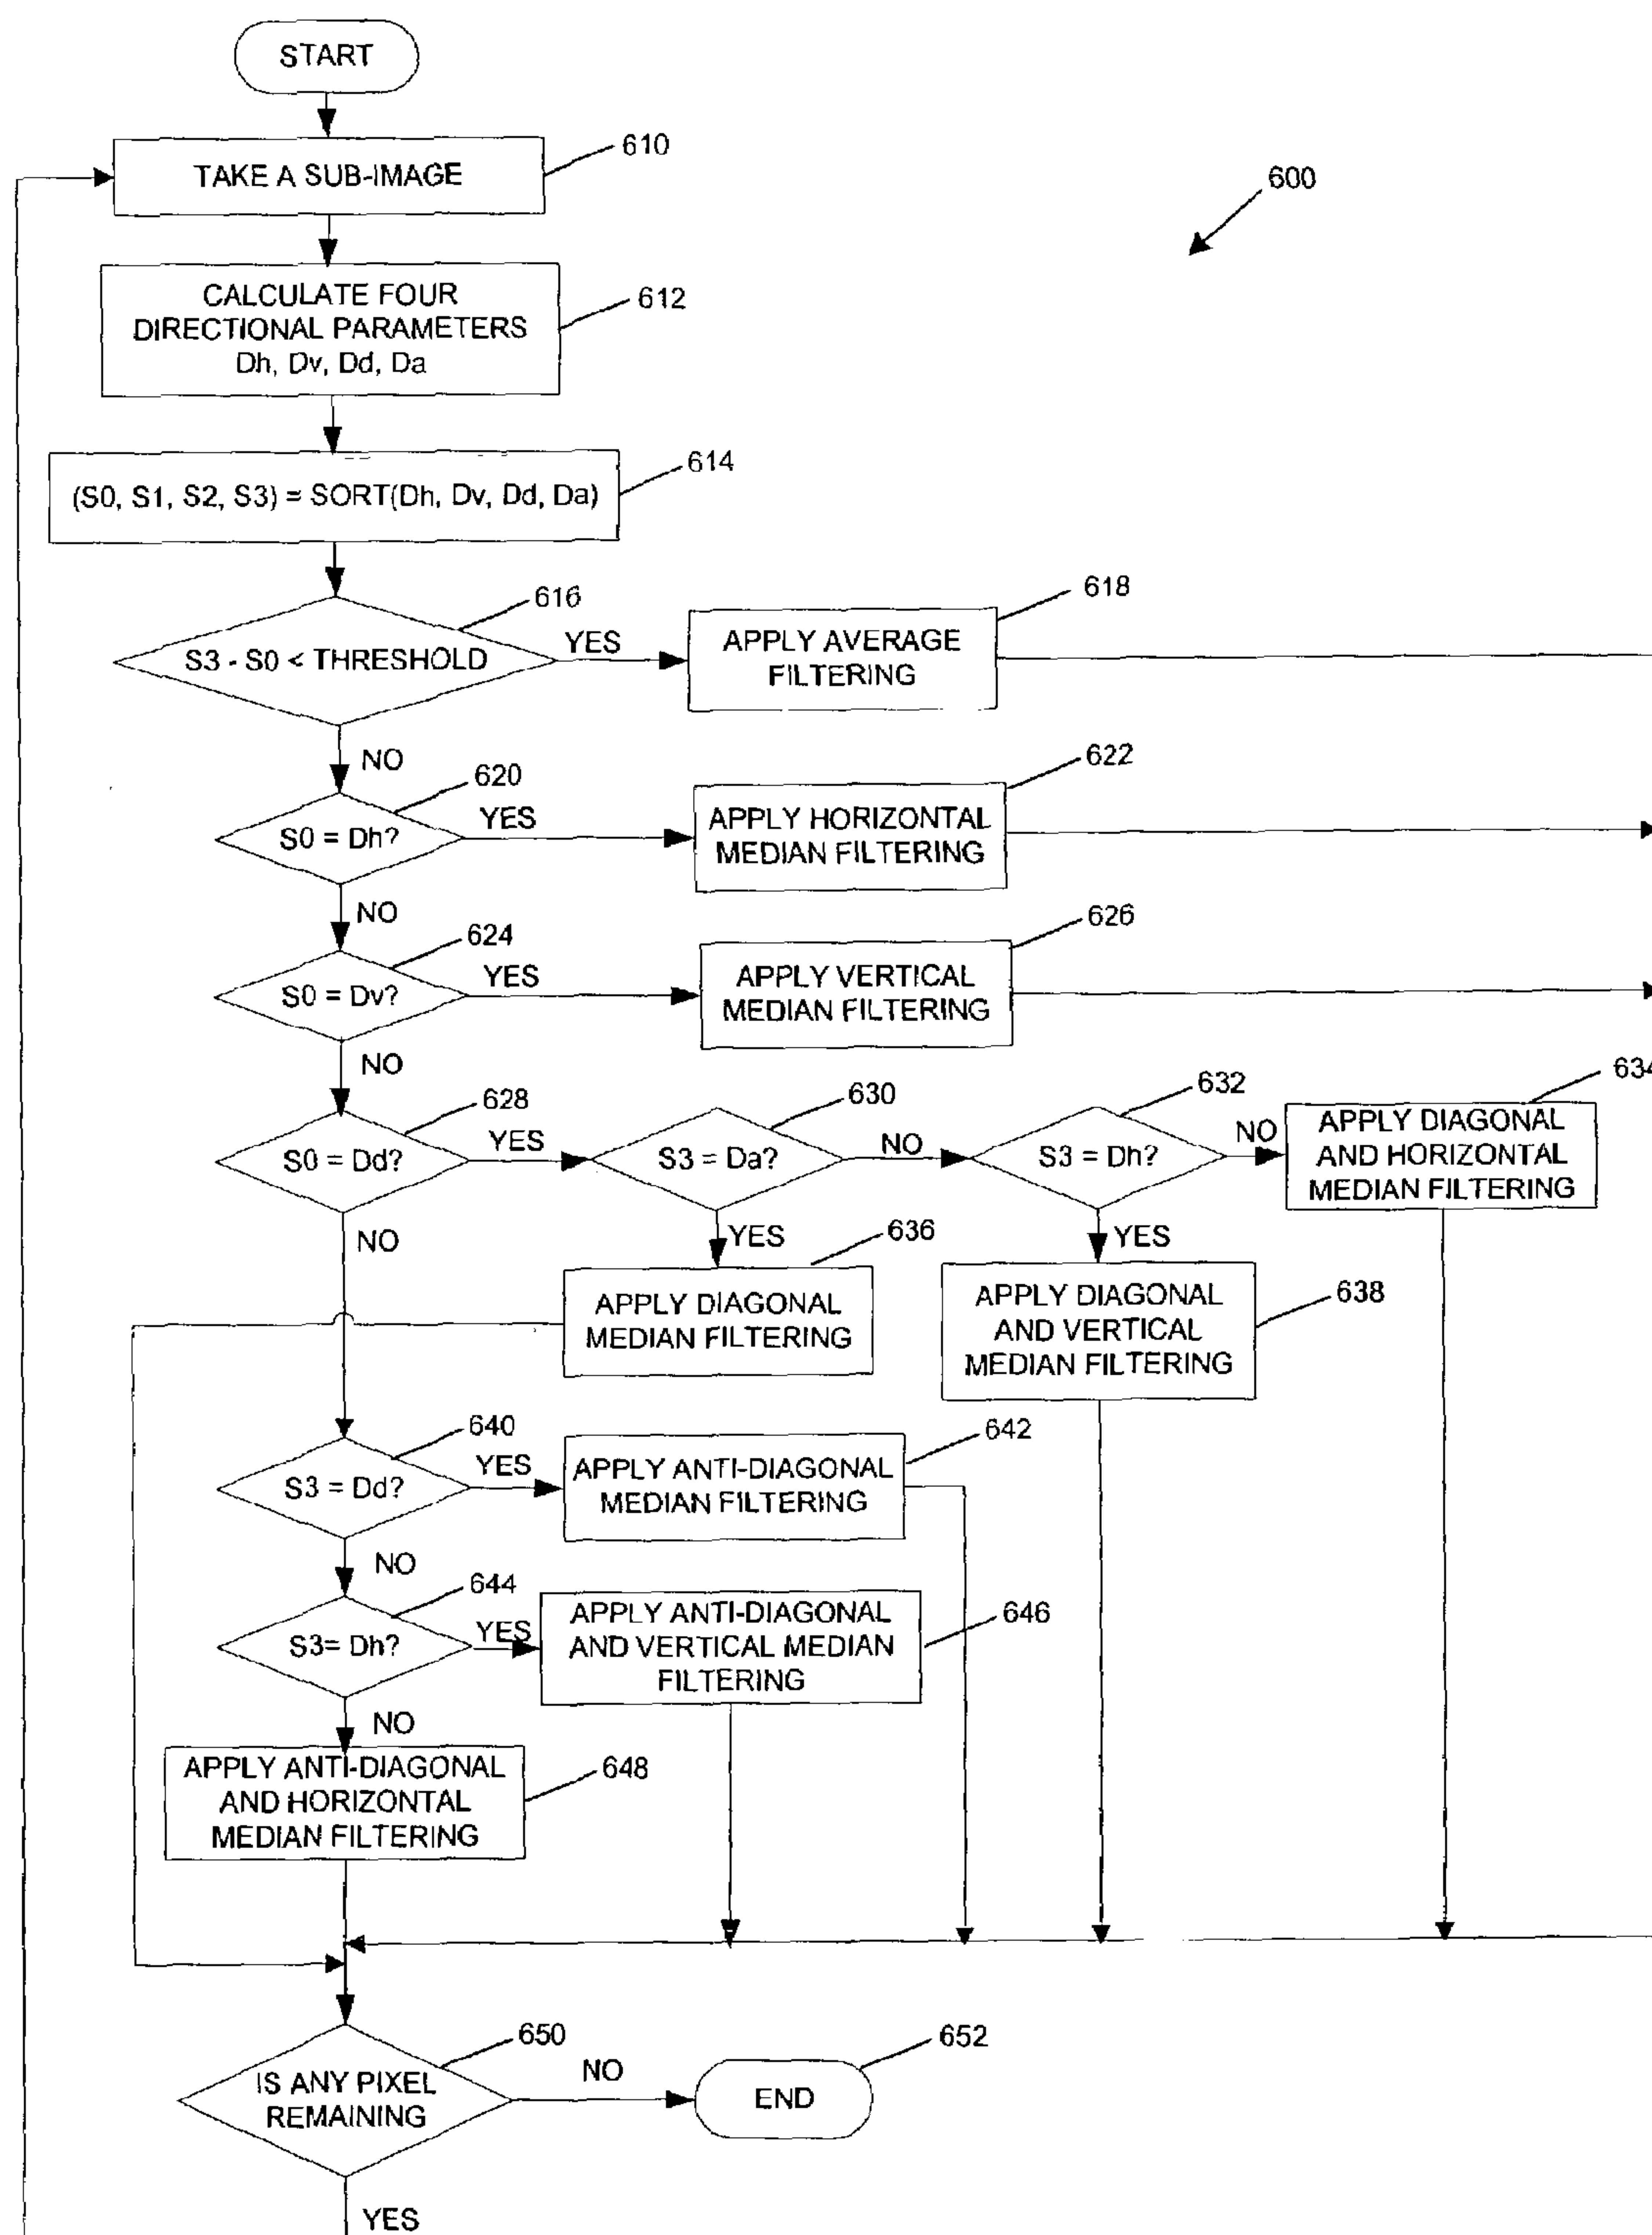 START
TAKE A SUB-IMAGE
610
600
CALCULATE FOUR
DIRECTIONAL PARAMETERS
Dh, Dv, Dd, Da
612
(S0, S1, S2, S3) = SORT(Dh, Dv, Dd, Da)
614
S3 - S0 < THRESHOLD
616
YES
APPLY AVERAGE
FILTERING
618
NO
S0 = Dh?
620
YES
APPLY HORIZONTAL
MEDIAN FILTERING
622
NO
S0 = Dv?
624
YES
APPLY VERTICAL
MEDIAN FILTERING
626
NO
S0 = Dd?
628
YES
S3 = Da?
630
NO
S3 = Dh?
632
NO
APPLY DIAGONAL
AND HORIZONTAL
MEDIAN FILTERING
634
NO
YES
APPLY DIAGONAL
MEDIAN FILTERING
636
YES
APPLY DIAGONAL
AND VERTICAL
MEDIAN FILTERING
638
S3 = Dd?
640
YES
APPLY ANTI-DIAGONAL
MEDIAN FILTERING
642
NO
S3= Dh?
644
YES
APPLY ANTI-DIAGONAL
AND VERTICAL MEDIAN
FILTERING
646
NO
APPLY ANTI-DIAGONAL
AND HORIZONTAL
MEDIAN FILTERING
648
IS ANY PIXEL
REMAINING
650
NO
END
652
YES